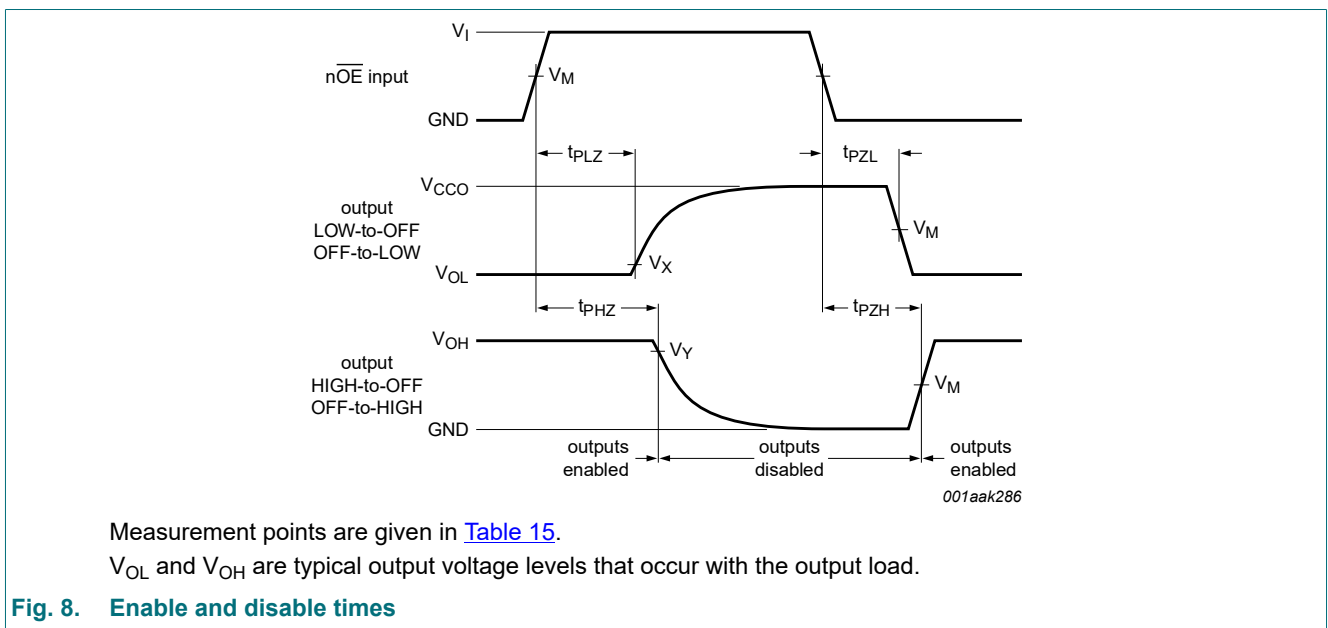 VI
nOE input
VM
GND
tPLZ
tPZL
VCCO
output
LOW-to-OFF
OFF-to-LOW
VM
VX
VOL
tPHZ
tPZH
VOH
output
HIGH-to-OFF
OFF-to-HIGH
VY
VM
GND
outputs
enabled
outputs
disabled
outputs
enabled
001aak286
Measurement points are given in Table 15.
VOL and VOH are typical output voltage levels that occur with the output load.
Fig. 8. Enable and disable times